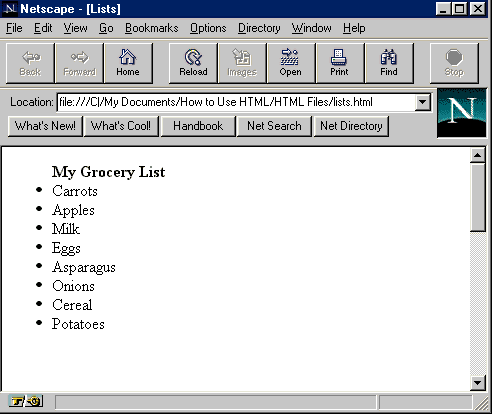 Netscape - [Lists]
File Edit View Go Bookmarks Options Directory Window Help
Back Forward Home Reload Images Open Print Find Stop
Location: file:///C|/My Documents/How to Use HTML/HTML Files/lists.html
N
What's New! What's Cool! Handbook Net Search Net Directory
My Grocery List
• Carrots
• Apples
• Milk
• Eggs
• Asparagus
• Onions
• Cereal
• Potatoes